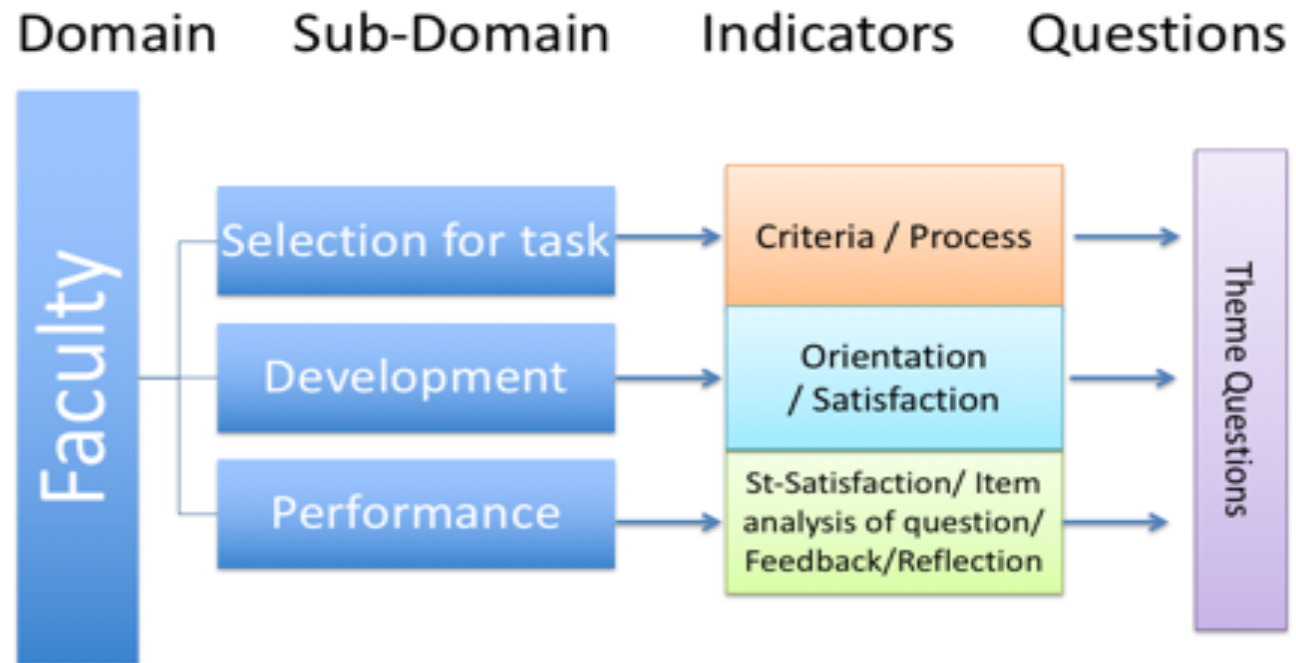 Domain Sub-Domain Indicators Questions
Faculty
Selection for task
Criteria / Process
Development
Orientation
/ Satisfaction
Performance
St-Satisfaction/ Item
analysis of question/
Feedback/Reflection
Theme Questions